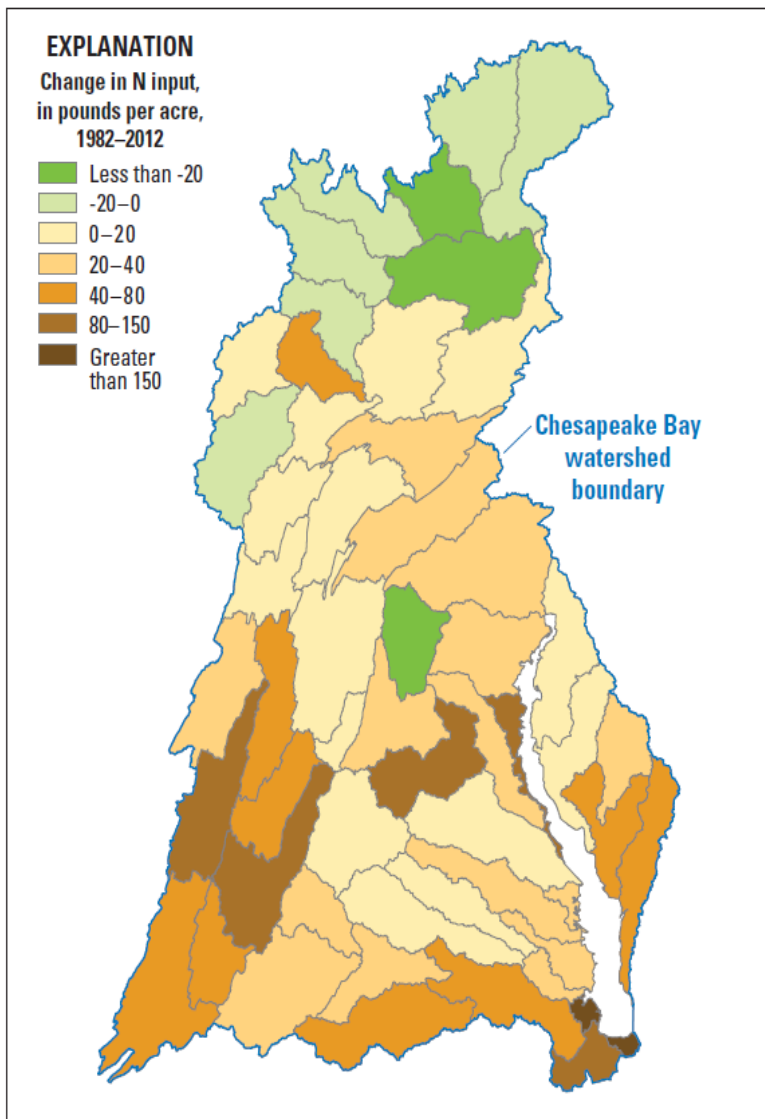 EXPLANATION
Change in N input,
in pounds per acre,
1982–2012
Less than -20
-20–0
0–20
20–40
40–80
80–150
Greater
than 150
Chesapeake Bay
watershed
boundary